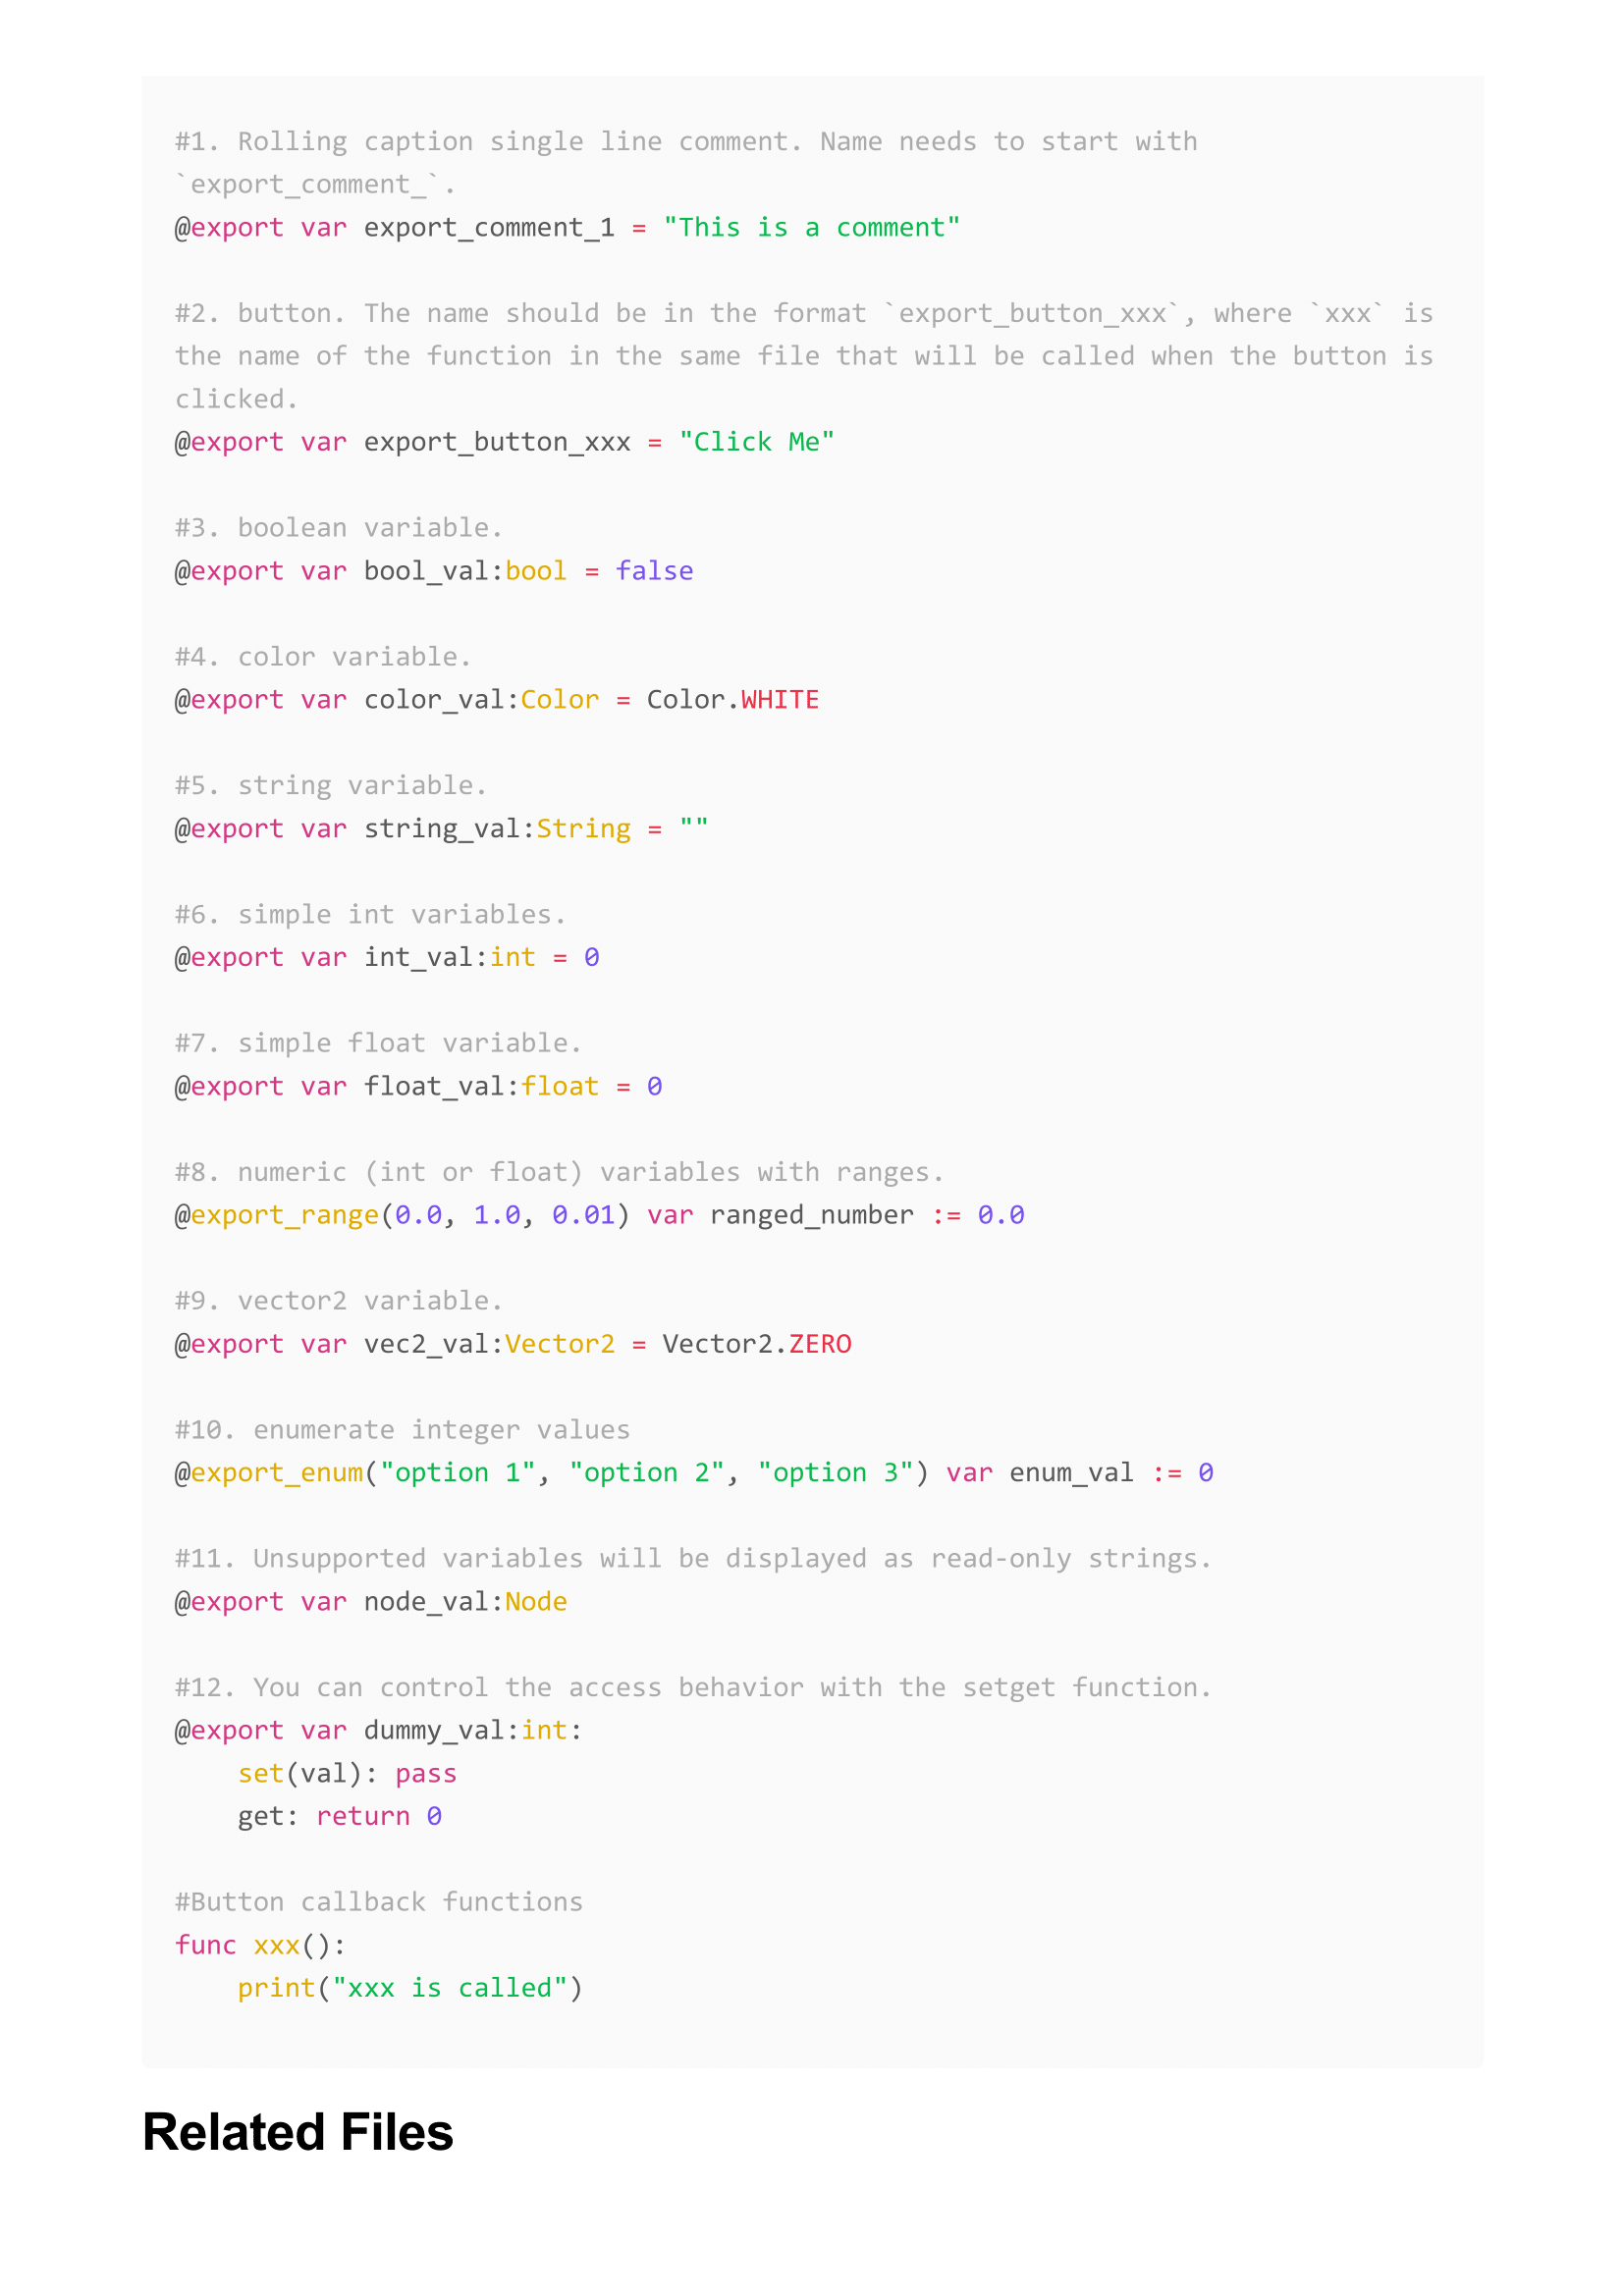 #1. Rolling caption single line comment. Name needs to start with
`export_comment_`.
@export var export_comment_1 = "This is a comment"
#2. button. The name should be in the format `export_button_xxx`, where `xxx` is
the name of the function in the same file that will be called when the button is
clicked.
@export var export_button_xxx = "Click Me"
#3. boolean variable.
@export var bool_val:bool = false
#4. color variable.
@export var color_val:Color = Color.WHITE
#5. string variable.
@export var string_val:String = ""
#6. simple int variables.
@export var int_val:int = 0
#7. simple float variable.
@export var float_val:float = 0
#8. numeric (int or float) variables with ranges.
@export_range(0.0, 1.0, 0.01) var ranged_number := 0.0
#9. vector2 variable.
@export var vec2_val:Vector2 = Vector2.ZERO
#10. enumerate integer values
@export_enum("option 1", "option 2", "option 3") var enum_val := 0
#11. Unsupported variables will be displayed as read-only strings.
@export var node_val:Node
#12. You can control the access behavior with the setget function.
@export var dummy_val:int:
    set(val): pass
    get: return 0
#Button callback functions
func xxx():
    print("xxx is called")
Related Files